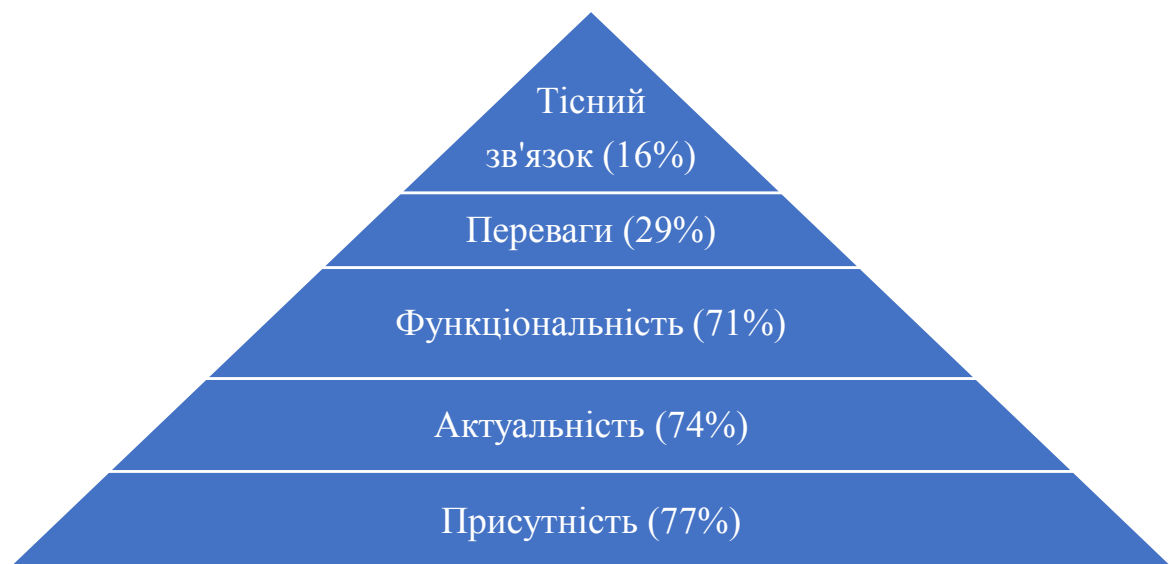 Тісний
зв'язок (16%)
Переваги (29%)
Функціональність (71%)
Актуальність (74%)
Присутність (77%)